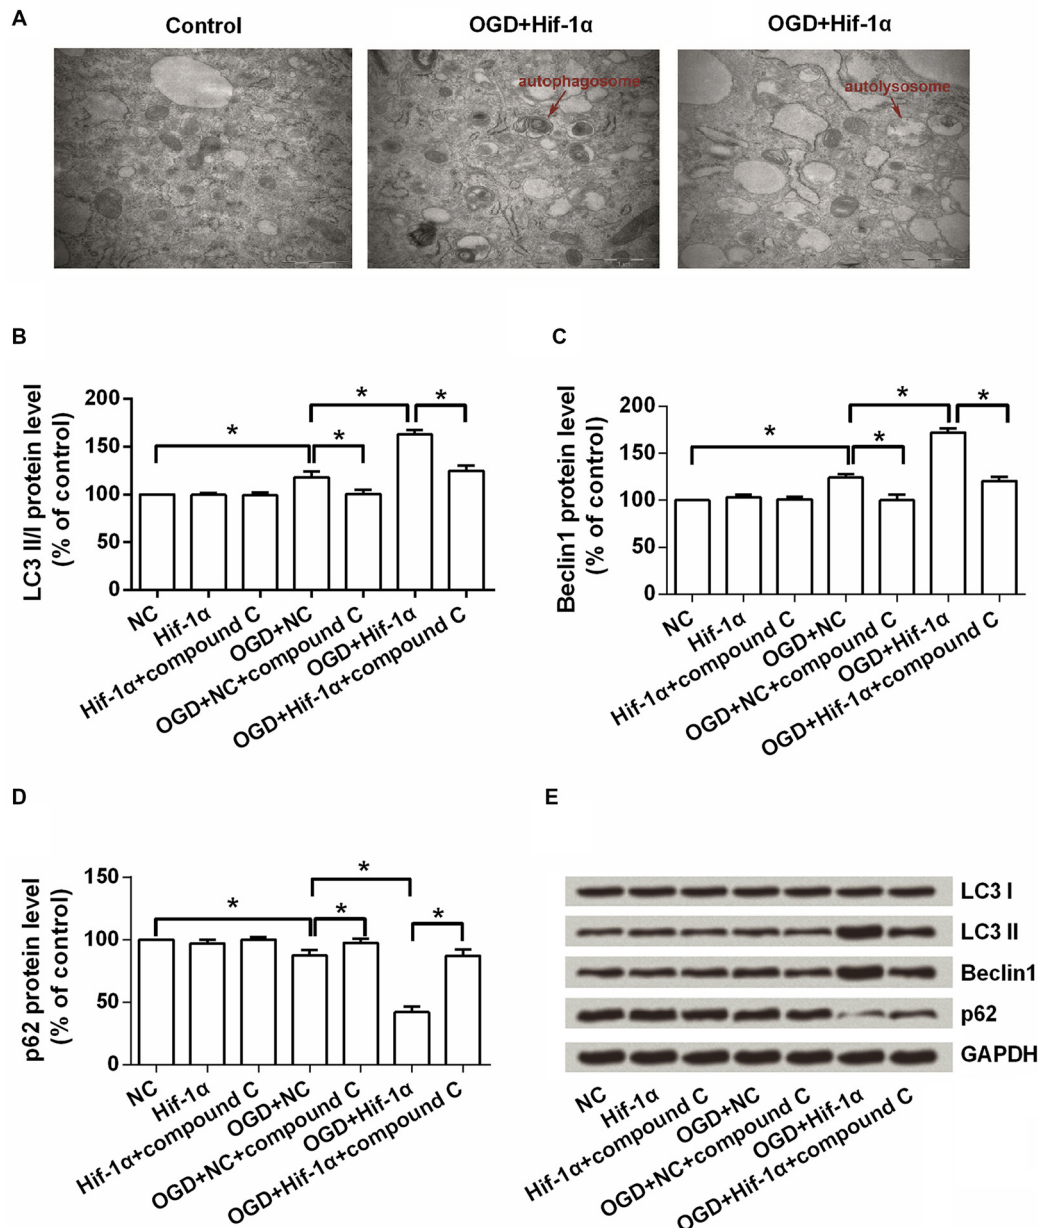 A
Control
OGD+Hif-1α
OGD+Hif-1α
autophagosome
autolysosome
B
LC3 II/I protein level
(% of control)
200
150
100
50
0
*
*
*
*
NC
Hif-1α
Hif-1α+compound C
OGD+NC
OGD+NC+compound C
OGD+Hif-1α
OGD+Hif-1α+compound C
C
Beclin1 protein level
(% of control)
200
150
100
50
0
*
*
*
*
NC
Hif-1α
Hif-1α+compound C
OGD+NC
OGD+NC+compound C
OGD+Hif-1α
OGD+Hif-1α+compound C
D
p62 protein level
(% of control)
150
100
50
0
*
*
*
*
NC
Hif-1α
Hif-1α+compound C
OGD+NC
OGD+NC+compound C
OGD+Hif-1α
OGD+Hif-1α+compound C
E
LC3 I
LC3 II
Beclin1
p62
GAPDH
NC
Hif-1α
Hif-1α+compound C
OGD+NC
OGD+NC+compound C
OGD+Hif-1α
OGD+Hif-1α+compound C